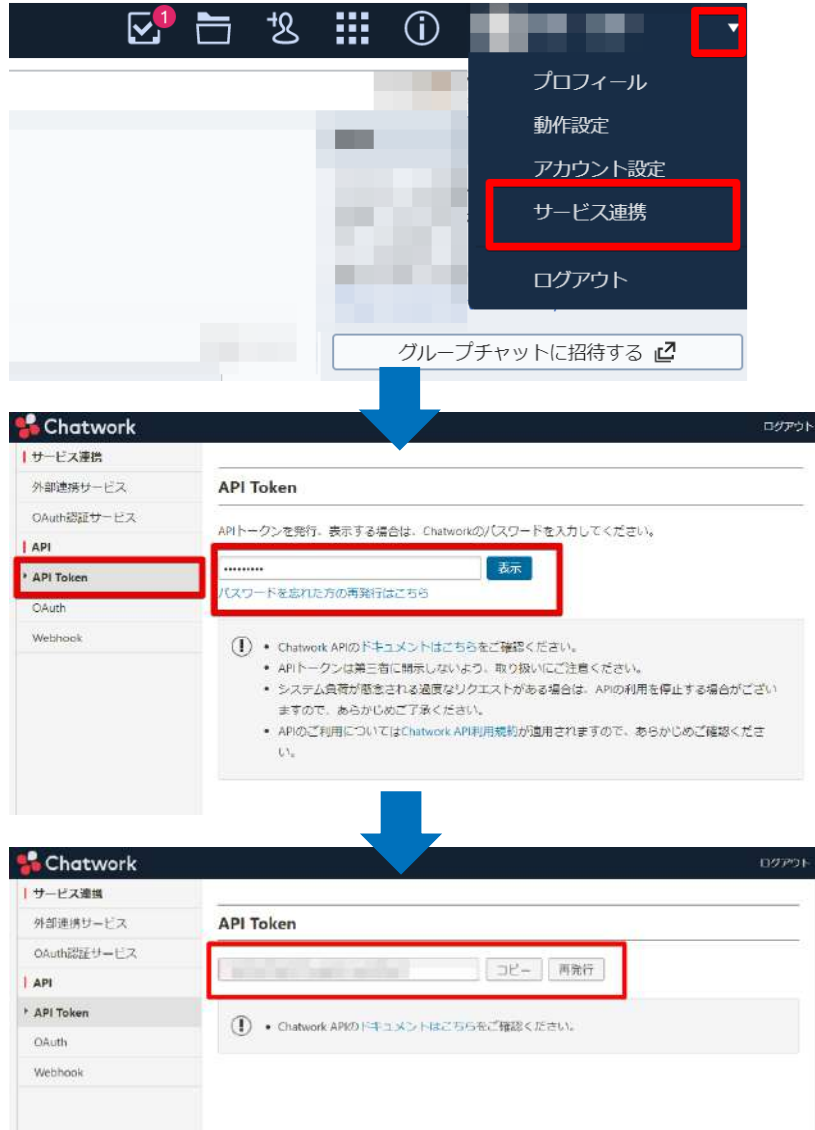 1
プロフィール
動作設定
アカウント設定
サービス連携
ログアウト
グループチャットに招待する
Chatwork
ログアウト
サービス連携
外部連携サービス
OAuth認証サービス
API
API Token
OAuth
Webhook
API Token
APIトークンを発行、表示する場合は、Chatworkのパスワードを入力してください。
表示
パスワードを忘れた方の再発行はこちら
• Chatwork APIのドキュメントはこちらをご確認ください。
• APIトークンは第三者に開示しないよう、取り扱いにご注意ください。
• システム負荷が懸念される過度なリクエストがある場合は、APIの利用を停止する場合がござい
ますので、あらかじめご了承ください。
• APIのご利用についてはChatwork API利用規約が適用されますので、あらかじめご確認くださ
い。
Chatwork
ログアウト
サービス連携
外部連携サービス
OAuth認証サービス
API
API Token
OAuth
Webhook
API Token
コピー
再発行
• Chatwork APIのドキュメントはこちらをご確認ください。